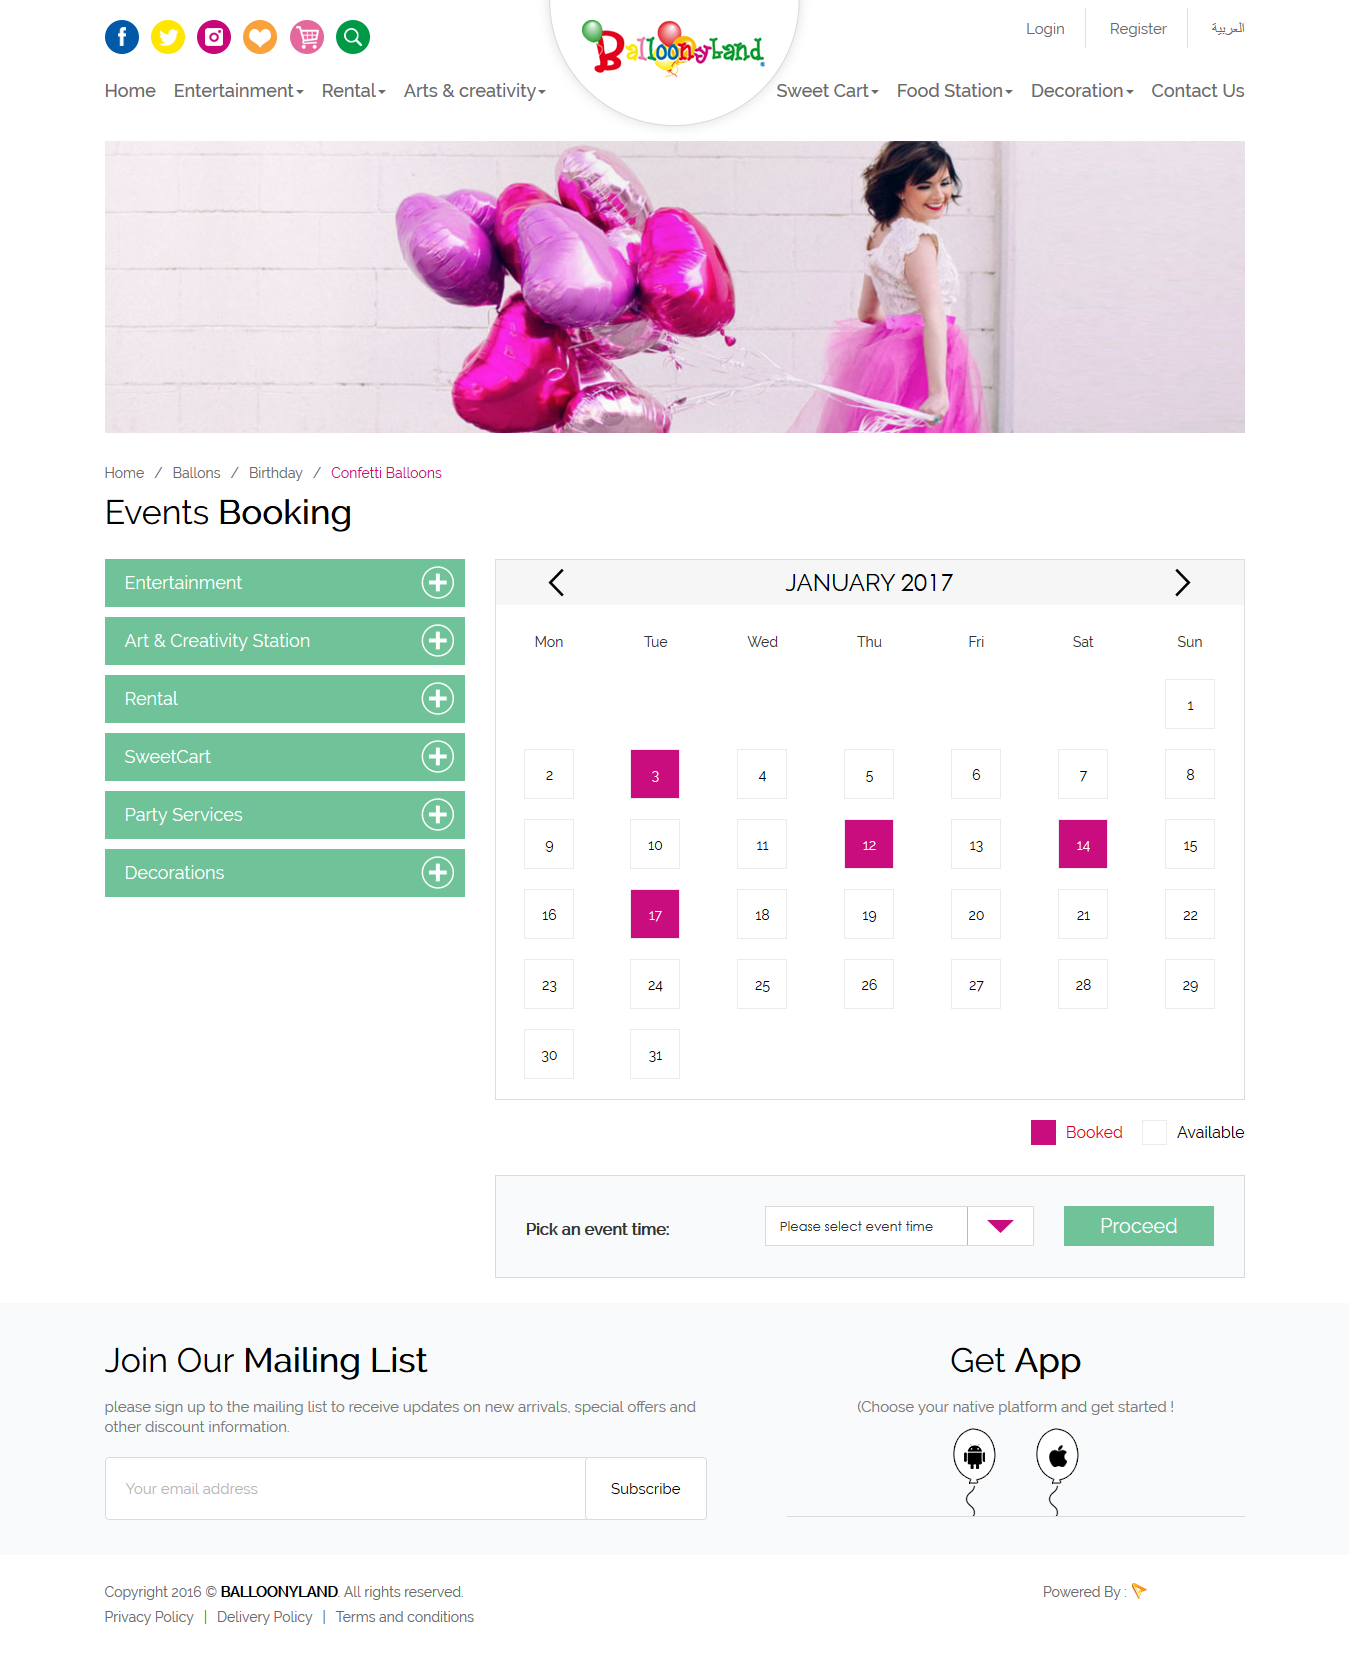 Login
Register
العربية
BalloonyLand
Home
Entertainment
Rental
Arts & creativity
Sweet Cart
Food Station
Decoration
Contact Us
Home / Ballons / Birthday / Confetti Balloons
Events Booking
Entertainment
Art & Creativity Station
Rental
SweetCart
Party Services
Decorations
JANUARY 2017
Mon Tue Wed Thu Fri Sat Sun
1
2 3 4 5 6 7 8
9 10 11 12 13 14 15
16 17 18 19 20 21 22
23 24 25 26 27 28 29
30 31
Booked
Available
Pick an event time:
Please select event time
Proceed
Join Our Mailing List
please sign up to the mailing list to receive updates on new arrivals, special offers and
other discount information.
Your email address
Subscribe
Get App
(Choose your native platform and get started !
Copyright 2016 © BALLOONYLAND. All rights reserved.
Privacy Policy | Delivery Policy | Terms and conditions
Powered By :